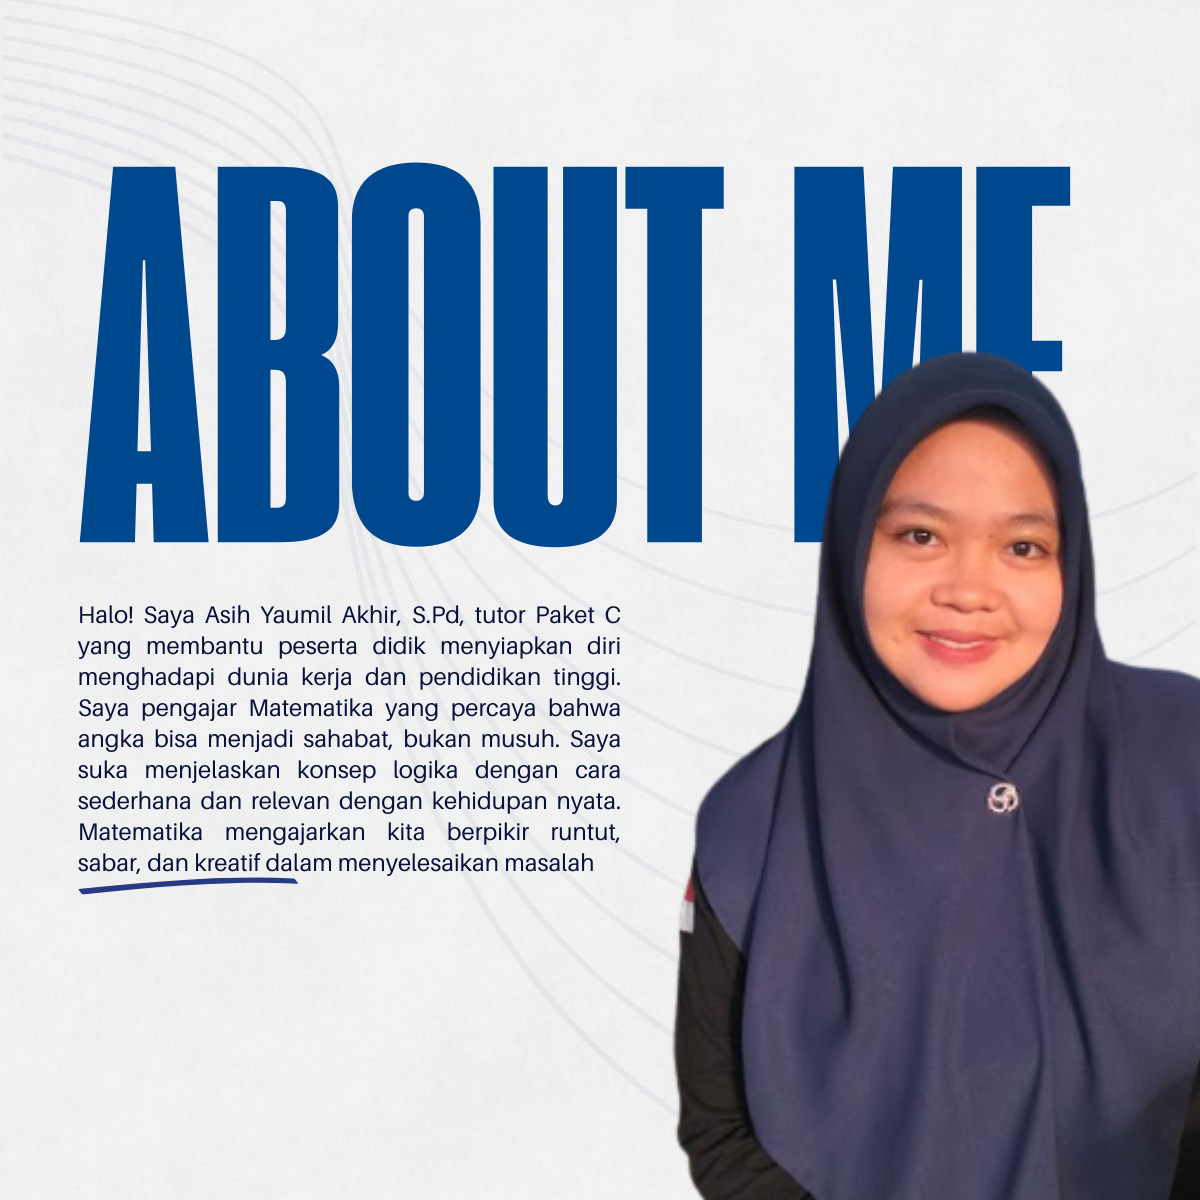 ABOUT ME
Halo! Saya Asih Yaumil Akhir, S.Pd, tutor Paket C
yang membantu peserta didik menyiapkan diri
menghadapi dunia kerja dan pendidikan tinggi.
Saya pengajar Matematika yang percaya bahwa
angka bisa menjadi sahabat, bukan musuh. Saya
suka menjelaskan konsep logika dengan cara
sederhana dan relevan dengan kehidupan nyata.
Matematika mengajarkan kita berpikir runtut,
sabar, dan kreatif dalam menyelesaikan masalah